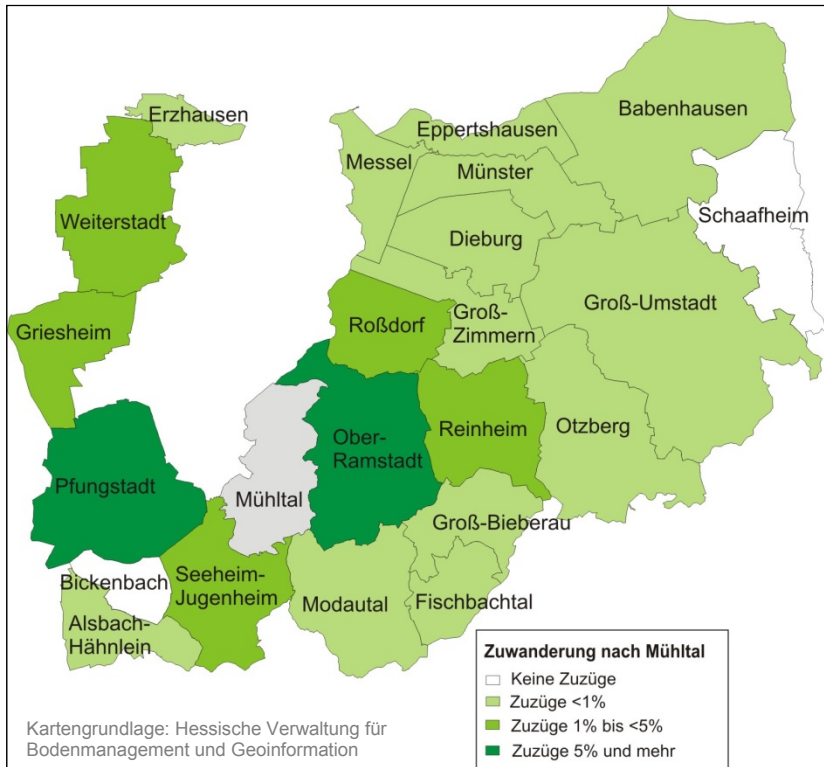 Erzhausen
Babenhausen
Eppertshausen
Messel
Münster
Weiterstadt
Schaafheim
Dieburg
Groß-Umstadt
Griesheim
Roßdorf
Groß-
Zimmern
Otzberg
Reinheim
Ober-
Ramstadt
Pfungstadt
Mühltal
Groß-Bieberau
Bickenbach
Seeheim-
Jugenheim
Modautal
Fischbachtal
Alsbach-
Hähnlein
Zuwanderung nach Mühltal
Keine Zuzüge
Zuzüge <1%
Zuzüge 1% bis <5%
Zuzüge 5% und mehr
Kartengrundlage: Hessische Verwaltung für
Bodenmanagement und Geoinformation